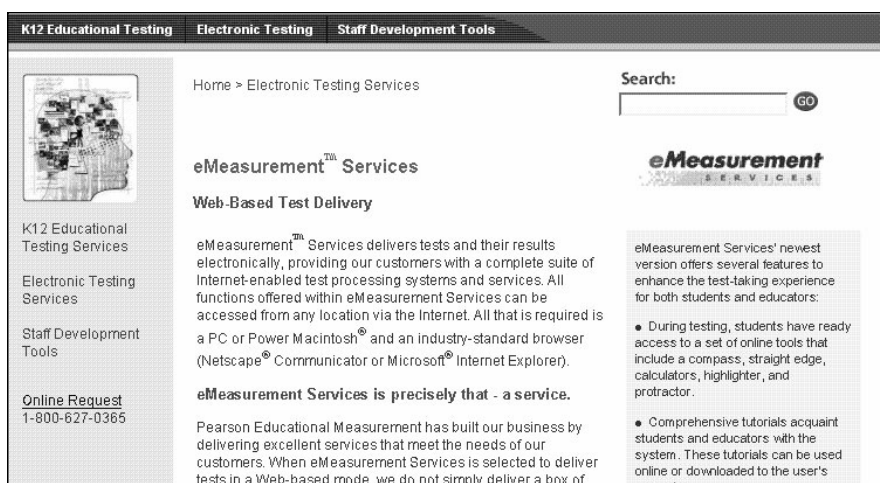 K12 Educational Testing
Electronic Testing
Staff Development Tools
Home > Electronic Testing Services
Search:
GO
eMeasurement™ Services
Web-Based Test Delivery
eMeasurement™ Services delivers tests and their results
electronically, providing our customers with a complete suite of
Internet-enabled test processing systems and services. All
functions offered within eMeasurement Services can be
accessed from any location via the Internet. All that is required is
a PC or Power Macintosh® and an industry-standard browser
(Netscape® Communicator or Microsoft® Internet Explorer).
eMeasurement Services is precisely that - a service.
Pearson Educational Measurement has built our business by
delivering excellent services that meet the needs of our
customers. When eMeasurement Services is selected to deliver
tests in a Web-based mode, we do not simply deliver a box of
K12 Educational
Testing Services
Electronic Testing
Services
Staff Development
Tools
Online Request
1-800-627-0365
eMeasurement
SERVICES
eMeasurement Services' newest
version offers several features to
enhance the test-taking experience
for both students and educators:
• During testing, students have ready
access to a set of online tools that
include a compass, straight edge,
calculators, highlighter, and
protractor.
• Comprehensive tutorials acquaint
students and educators with the
system. These tutorials can be used
online or downloaded to the user's